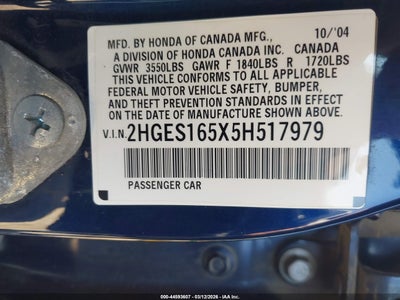 MFD. BY HONDA OF CANADA MFG., 10/'04
A DIVISION OF HONDA CANADA INC. CANADA
GVWR 3550LBS GAWR F 1840LBS R 1720LBS
THIS VEHICLE CONFORMS TO ALL APPLICABLE
FEDERAL MOTOR VEHICLE SAFETY, BUMPER,
AND THEFT PREVENTION STANDARDS IN EFFECT
ON THE DATE OF MANUFACTURE SHOWN ABOVE.
V.I.N. 2HGES165X5H517979
PASSENGER CAR
000-44593607 - 03/12/2026 - IAA Inc.